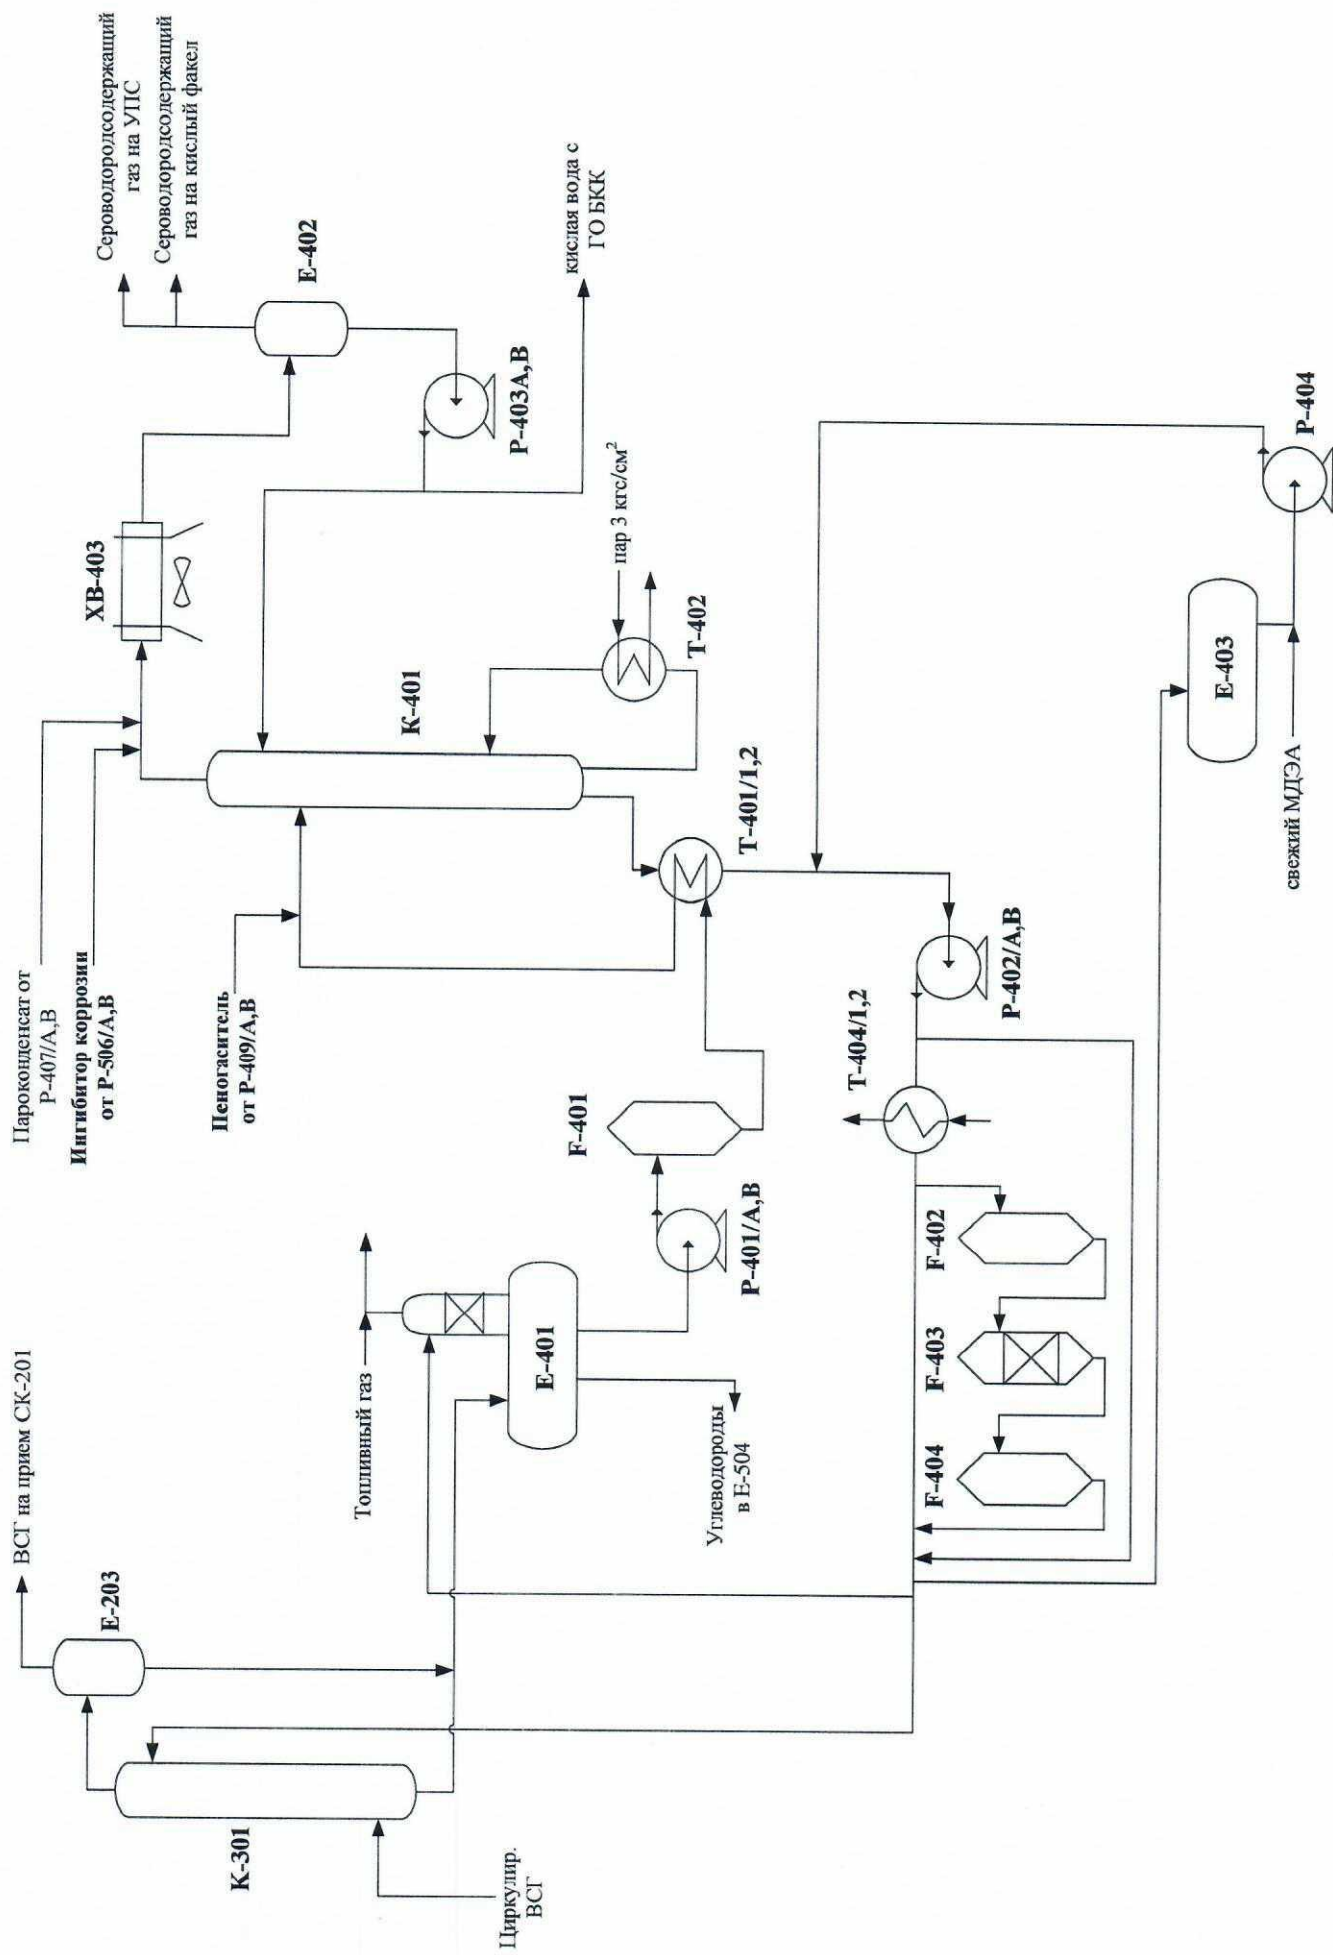 ВСГ на прием СК-201
Е-203
К-301
Циркулир.
ВСГ
Топливный газ
Е-401
Углеводороды
в Е-504
Р-401/А,В
F-401
F-404
F-403
F-402
Т-404/1,2
Р-402/А,В
Пароконденсат от
Р-407/А,В
Ингибитор коррозии
от Р-506/А,В
Пеногаситель
от Р-409/А,В
К-401
Т-401/1,2
Т-402
пар 3 кгс/см²
ХВ-403
Е-402
Р-403А,В
Сероводородсодержащий
газ на УПС
Сероводородсодержащий
газ на кислый факел
кислая вода с
ГО БКК
свежий МДЭА
Е-403
Р-404